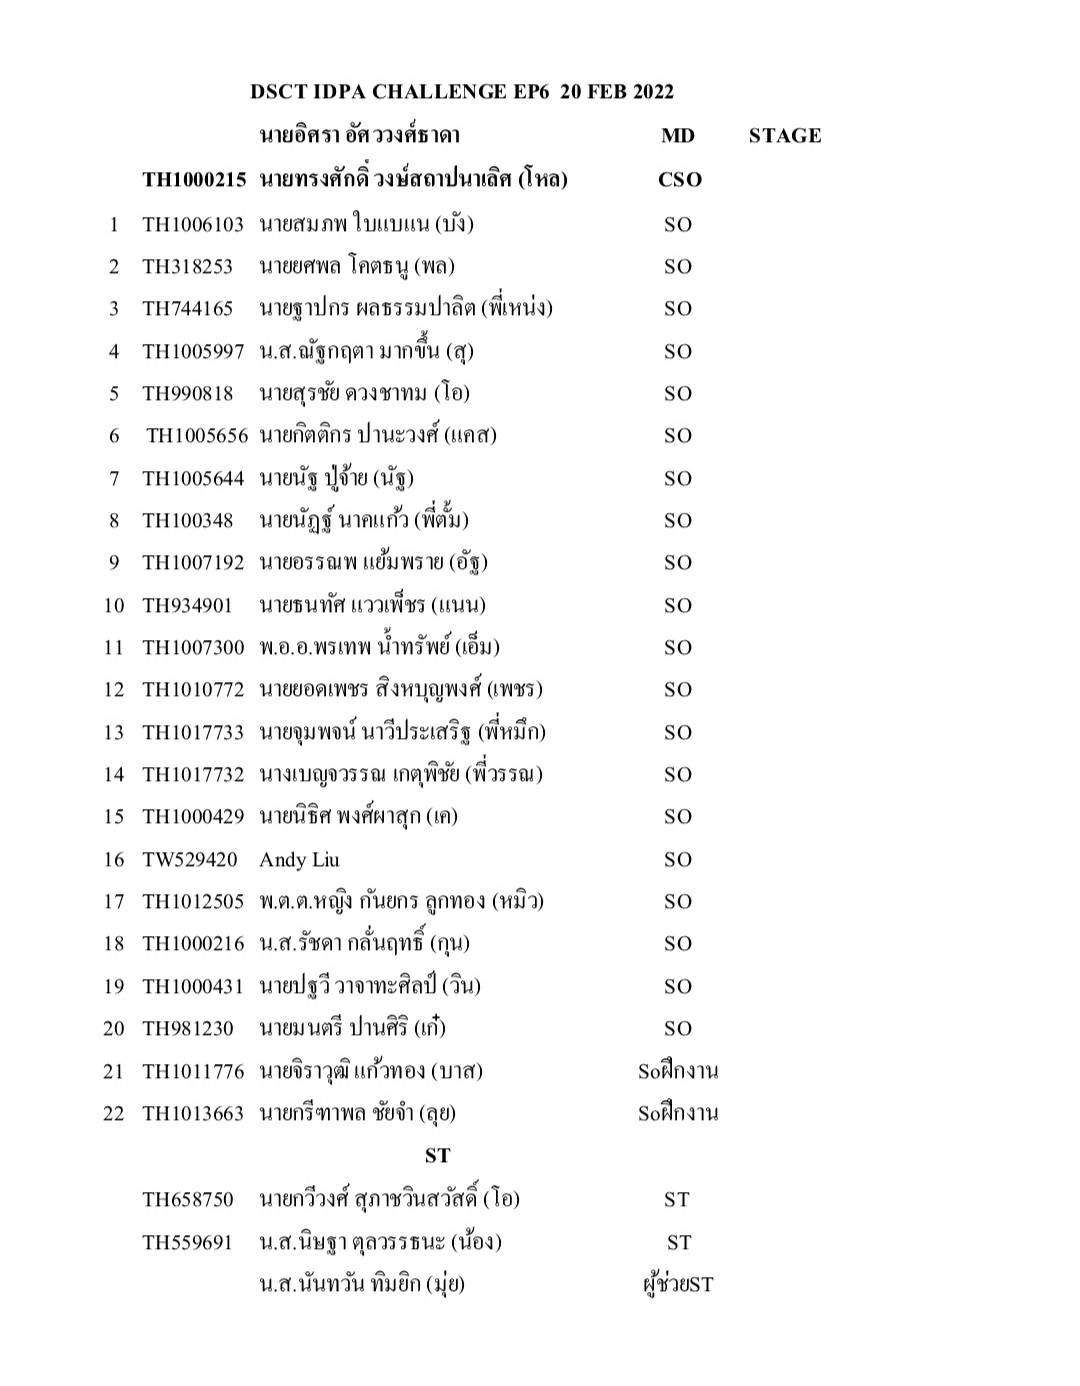 DSCT IDPA CHALLENGE EP6 20 FEB 2022
นายอิศรา อัศววงศ์ธาดา MD STAGE
TH1000215 นายทรงศักดิ์ วงษ์สถาปนาเลิศ (โหล) CSO
1 TH1006103 นายสมภพ ใบแบแน (บัง) SO
2 TH318253 นายยศพล โคตธนู (พล) SO
3 TH744165 นายฐาปกร ผลธรรมปาลิต (พี่เหน่ง) SO
4 TH1005997 น.ส.ณัฐกฤตา มากขึ้น (สุ) SO
5 TH990818 นายสุรชัย ดวงชาทม (โอ) SO
6 TH1005656 นายกิตติกร ปานะวงศ์ (แคส) SO
7 TH1005644 นายนัฐ ปู่จ้าย (นัฐ) SO
8 TH100348 นายนัฏฐ์ นาคแก้ว (พี่ตั้ม) SO
9 TH1007192 นายอรรณพ แย้มพราย (อัฐ) SO
10 TH934901 นายธนทัศ แววเพ็ชร (แนน) SO
11 TH1007300 พ.อ.อ.พรเทพ น้ำทรัพย์ (เอ็ม) SO
12 TH1010772 นายยอดเพชร สิงหบุญพงศ์ (เพชร) SO
13 TH1017733 นายจุมพจน์ นาวีประเสริฐ (พี่หมึก) SO
14 TH1017732 นางเบญจวรรณ เกตุพิชัย (พี่วรรณ) SO
15 TH1000429 นายนิธิศ พงศ์ผาสุก (เค) SO
16 TW529420 Andy Liu SO
17 TH1012505 พ.ต.ต.หญิง กันยกร ลูกทอง (หมิว) SO
18 TH1000216 น.ส.รัชดา กลั่นฤทธิ์ (กุน) SO
19 TH1000431 นายปฐวี วาจาทะศิลป์ (วิน) SO
20 TH981230 นายมนตรี ปานศิริ (เก๋) SO
21 TH1011776 นายจิราวุฒิ แก้วทอง (บาส) Soฝึกงาน
22 TH1013663 นายกรีฑาพล ชัยจำ (ลุย) Soฝึกงาน
ST
TH658750 นายกวีวงศ์ สุภาชวินสวัสดิ์ (โอ) ST
TH559691 น.ส.นิษฐา ตุลวรรธนะ (น้อง) ST
น.ส.นันทวัน ทิมยิก (มุ่ย) ผู้ช่วยST